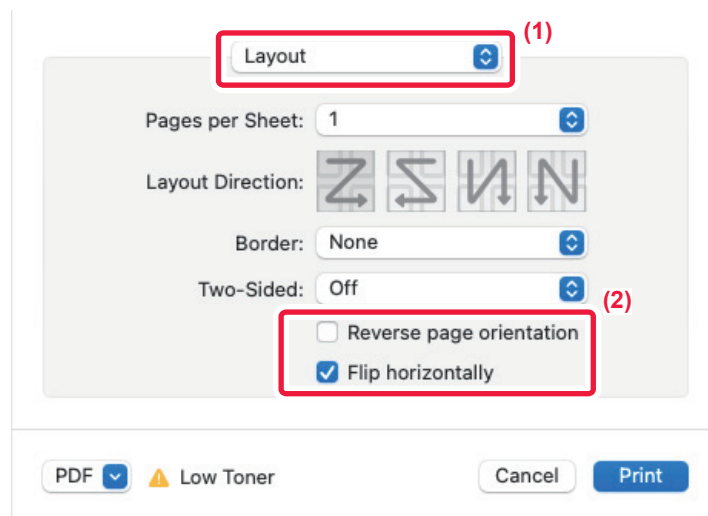 (1)
Layout
Pages per Sheet: 1
Layout Direction:
Border: None
Two-Sided: Off
(2)
Reverse page orientation
Flip horizontally
PDF Low Toner Cancel Print